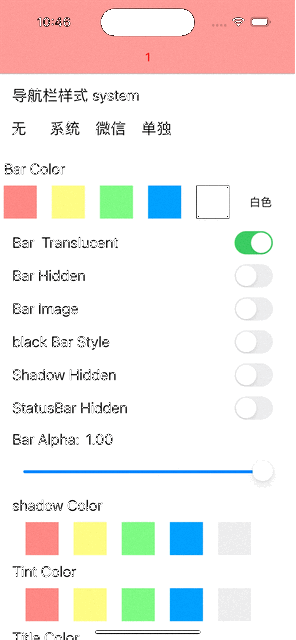 10:46
1
导航栏样式 system
无 系统 微信 单独
Bar Color
白色
Bar Translucent
Bar Hidden
Bar Image
black Bar Style
Shadow Hidden
StatusBar Hidden
Bar Alpha: 1.00
shadow Color
Tint Color
Title Color